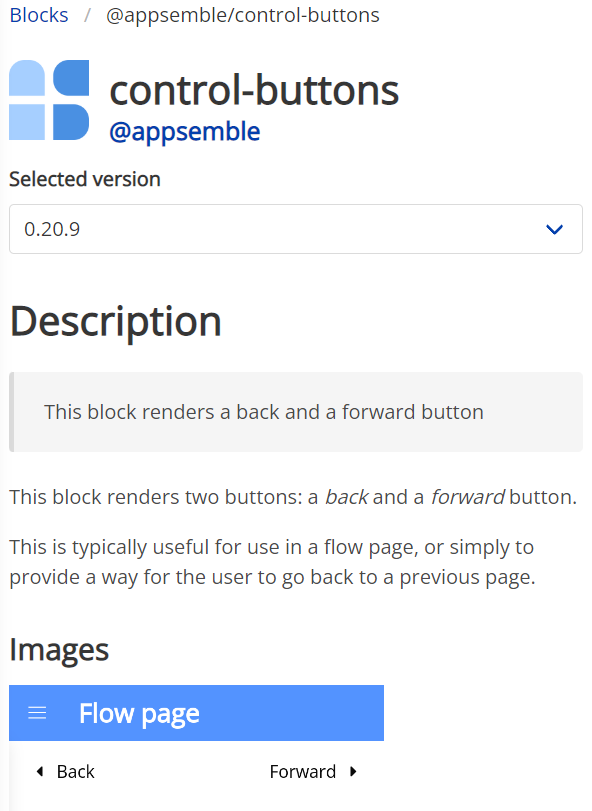 Blocks / @appsemble/control-buttons
control-buttons
@appsemble
Selected version
0.20.9
Description
This block renders a back and a forward button
This block renders two buttons: a back and a forward button.
This is typically useful for use in a flow page, or simply to
provide a way for the user to go back to a previous page.
Images
Flow page
Back Forward